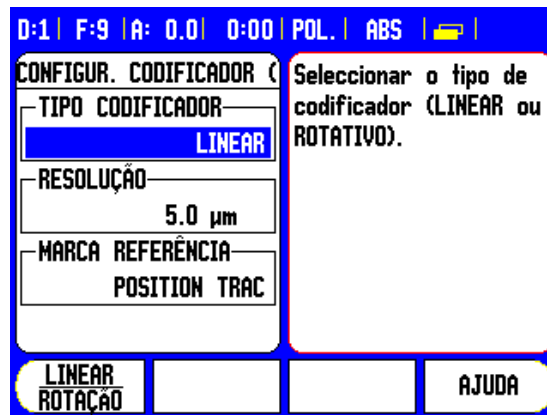 D:1 | F:9 | A: 0.0 | 0:00 | POL. | ABS
CONFIGUR. CODIFICADOR (
TIPO CODIFICADOR
LINEAR
RESOLUÇÃO
5.0 µm
MARCA REFERÊNCIA
POSITION TRAC
Seleccionar o tipo de
codificador (LINEAR ou
ROTATIVO).
LINEAR
ROTAÇÃO
AJUDA